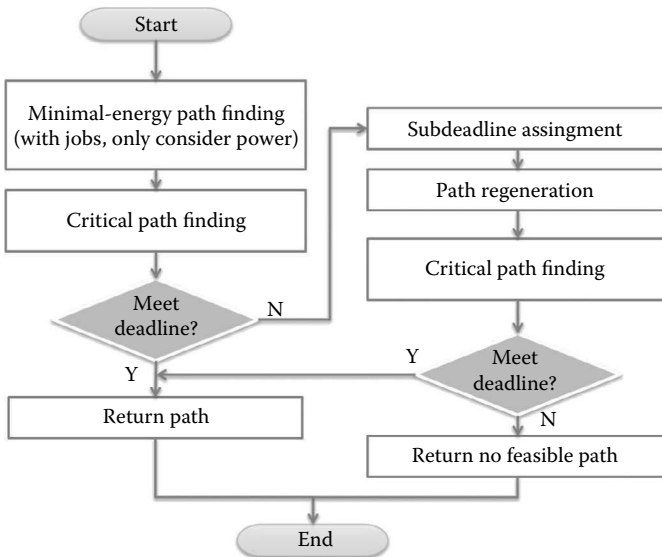 Start
Minimal-energy path finding
(with jobs, only consider power)
Critical path finding
Meet
deadline?
N
Y
Return path
Subdeadline assingment
Path regeneration
Critical path finding
Meet
deadline?
Y
N
Return no feasible path
End